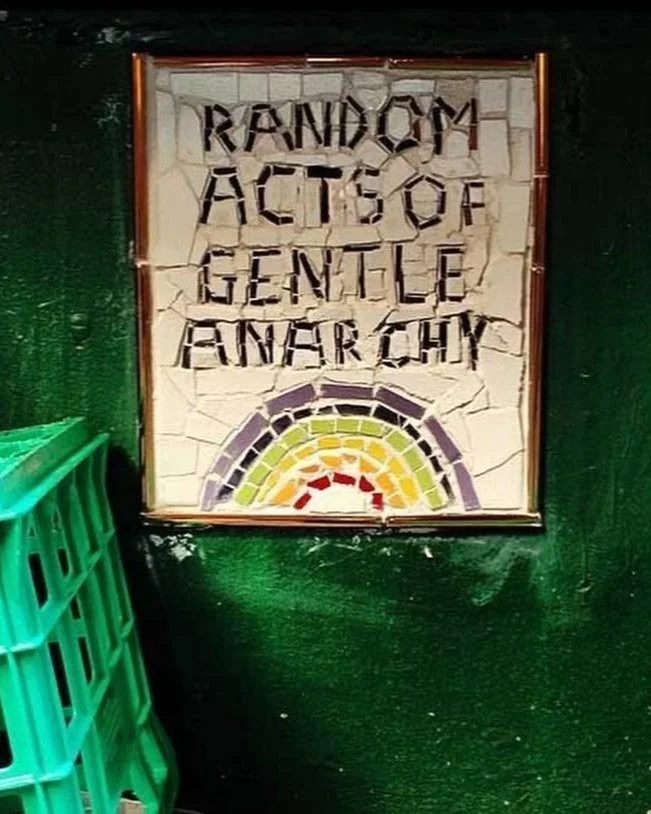 RANDOM
ACTS OF
GENTLE
ANARCHY